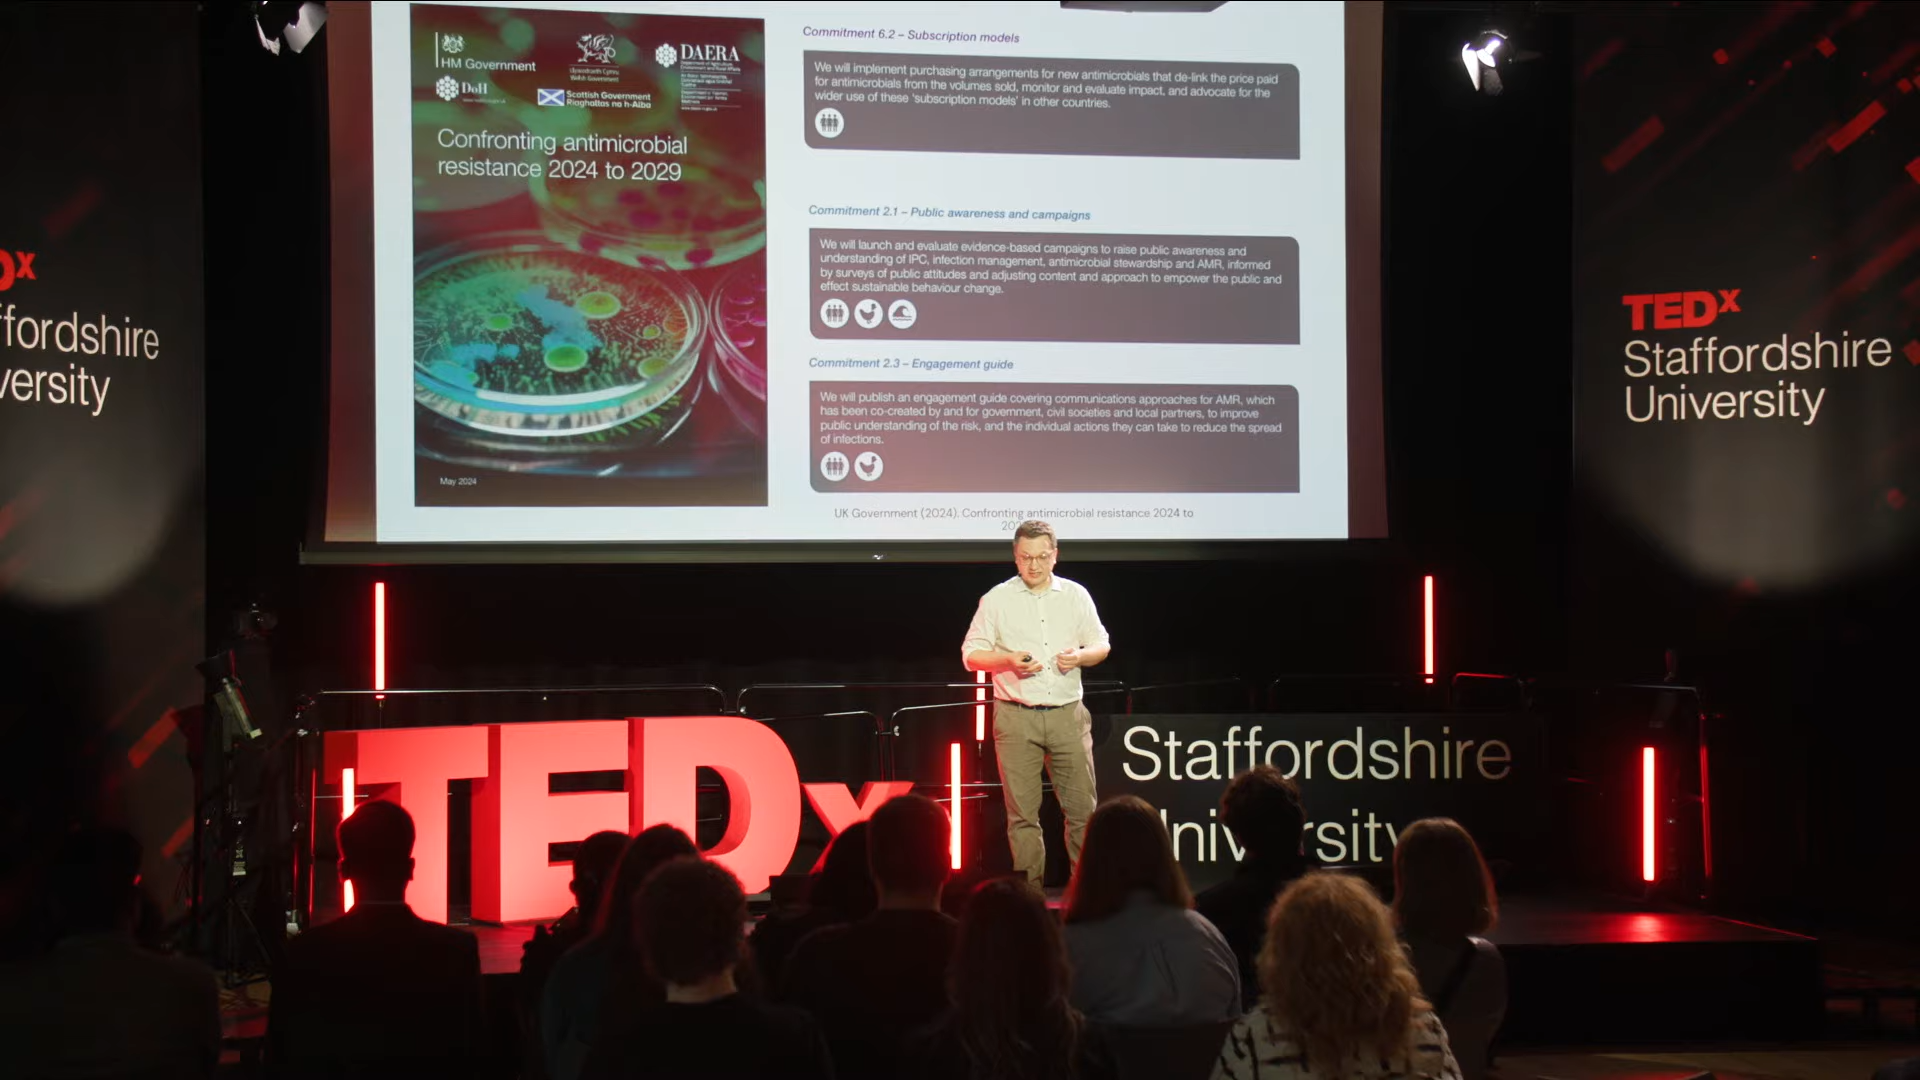 HM Government
Llywodraeth Cymru
Welsh Government
DAERA
DoH
Scottish Government
Riaghaltas na h-Alba
Confronting antimicrobial
resistance 2024 to 2029
May 2024
Commitment 6.2 – Subscription models
We will implement purchasing arrangements for new antimicrobials that de-link the price paid
for antimicrobials from the volumes sold, monitor and evaluate impact, and advocate for the
wider use of these 'subscription models' in other countries.
Commitment 2.1 – Public awareness and campaigns
We will launch and evaluate evidence-based campaigns to raise public awareness and
understanding of IPC, infection management, antimicrobial stewardship and AMR, informed
by surveys of public attitudes and adjusting content and approach to empower the public and
effect sustainable behaviour change.
Commitment 2.3 – Engagement guide
We will publish an engagement guide covering communications approaches for AMR, which
has been co-created by and for government, civil societies and local partners, to improve
public understanding of the risk, and the individual actions they can take to reduce the spread
of infections.
UK Government (2024). Confronting antimicrobial resistance 2024 to
20
Dx
ffordshire
versity
TEDx
Staffordshire
University
TEDx
Staffordshire
University